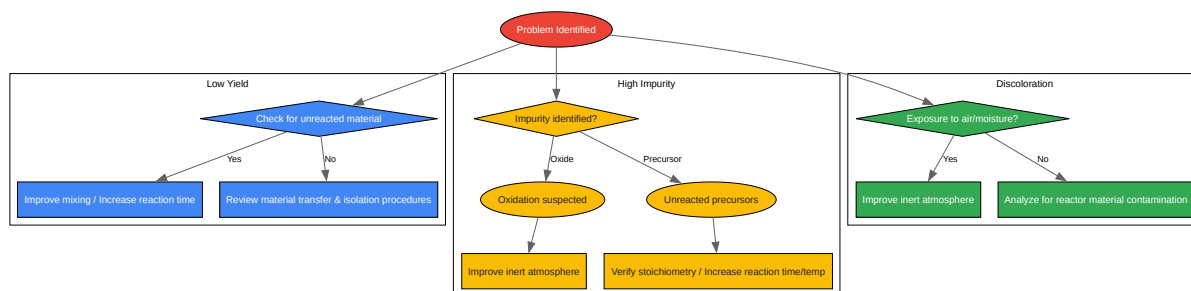 Problem Identified
Low Yield
High Impurity
Discoloration
Check for unreacted material
Impurity identified?
Exposure to air/moisture?
Yes
No
Oxide
Precursor
Yes
No
Improve mixing / Increase reaction time
Review material transfer & isolation procedures
Oxidation suspected
Unreacted precursors
Improve inert atmosphere
Analyze for reactor material contamination
Improve inert atmosphere
Verify stoichiometry / Increase reaction time/temp